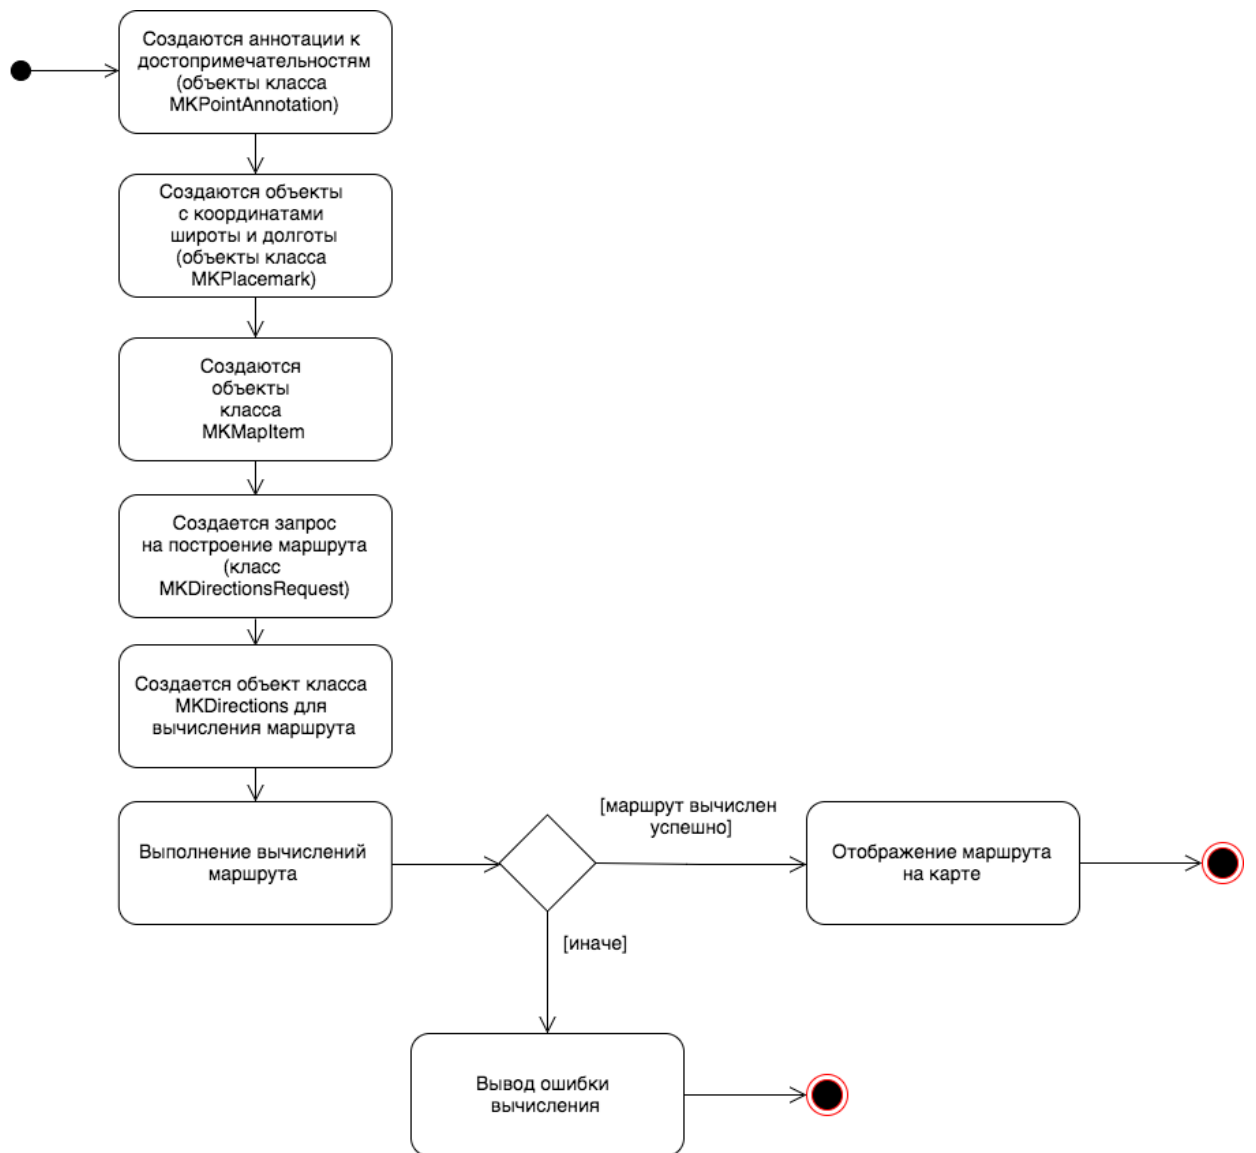 Создаются аннотации к
достопримечательностям
(объекты класса
MKPointAnnotation)
Создаются объекты
с координатами
широты и долготы
(объекты класса
MKPlacemark)
Создаются
объекты
класса
MKMapItem
Создается запрос
на построение маршрута
(класс
MKDirectionsRequest)
Создается объект класса
MKDirections для
вычисления маршрута
Выполнение вычислений
маршрута
[маршрут вычислен
успешно]
Отображение маршрута
на карте
[иначе]
Вывод ошибки
вычисления